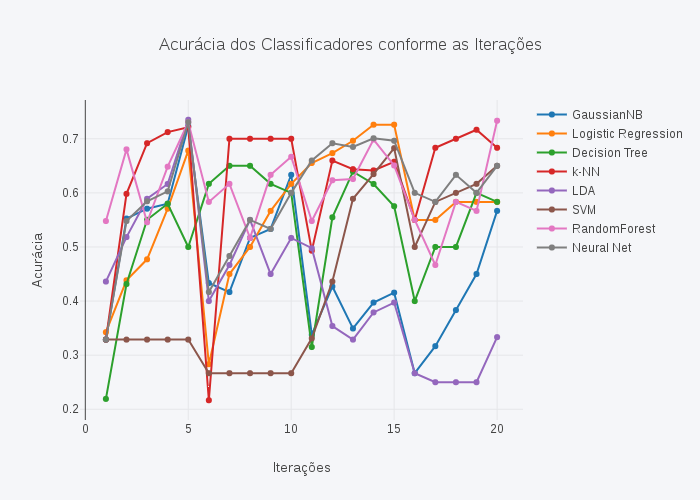 Acurácia dos Classificadores conforme as Iterações
Acurácia
0.7
0.6
0.5
0.4
0.3
0.2
0
5
10
15
20
Iterações
GaussianNB
Logistic Regression
Decision Tree
k-NN
LDA
SVM
RandomForest
Neural Net